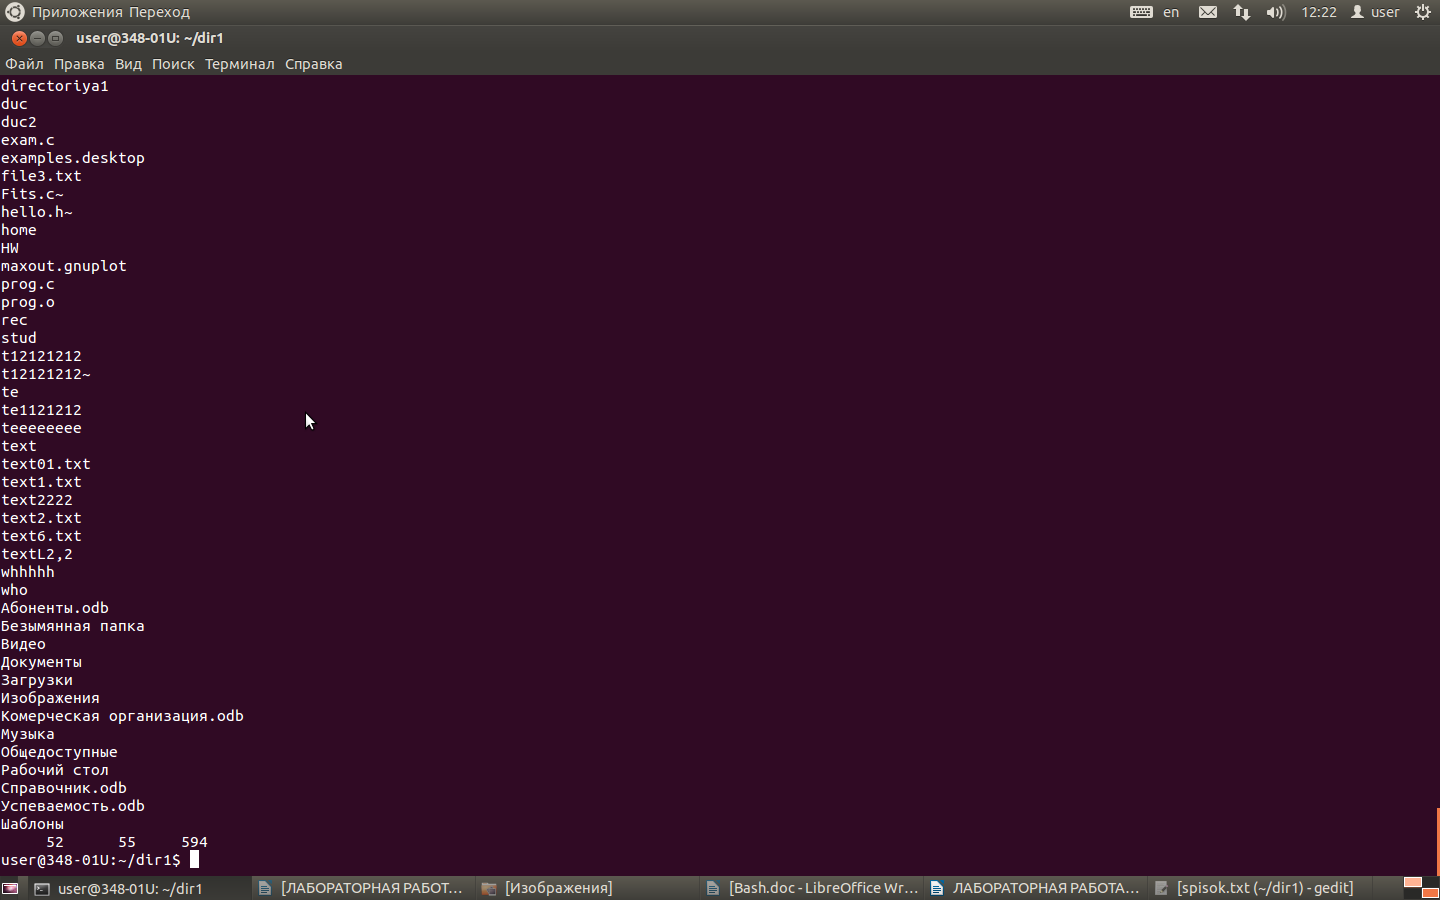 Приложения Переход en 12:22 user
user@348-01U: ~/dir1
Файл Правка Вид Поиск Терминал Справка
directoriya1
duc
duc2
exam.c
examples.desktop
file3.txt
Fits.c~
hello.h~
home
HW
maxout.gnuplot
prog.c
prog.o
rec
stud
t12121212
t12121212~
te
te1121212
teeeeeeee
text
text01.txt
text1.txt
text2222
text2.txt
text6.txt
textL2,2
whhhhh
who
Абоненты.odb
Безымянная папка
Видео
Документы
Загрузки
Изображения
Комерческая организация.odb
Музыка
Общедоступные
Рабочий стол
Справочник.odb
Успеваемость.odb
Шаблоны
52 55 594
user@348-01U:~/dir1$
user@348-01U: ~/dir1 [ЛАБОРАТОРНАЯ РАБОТ... [Изображения] [Bash.doc - LibreOffice Wr... ЛАБОРАТОРНАЯ РАБОТА... [spisok.txt (~/dir1) - gedit]